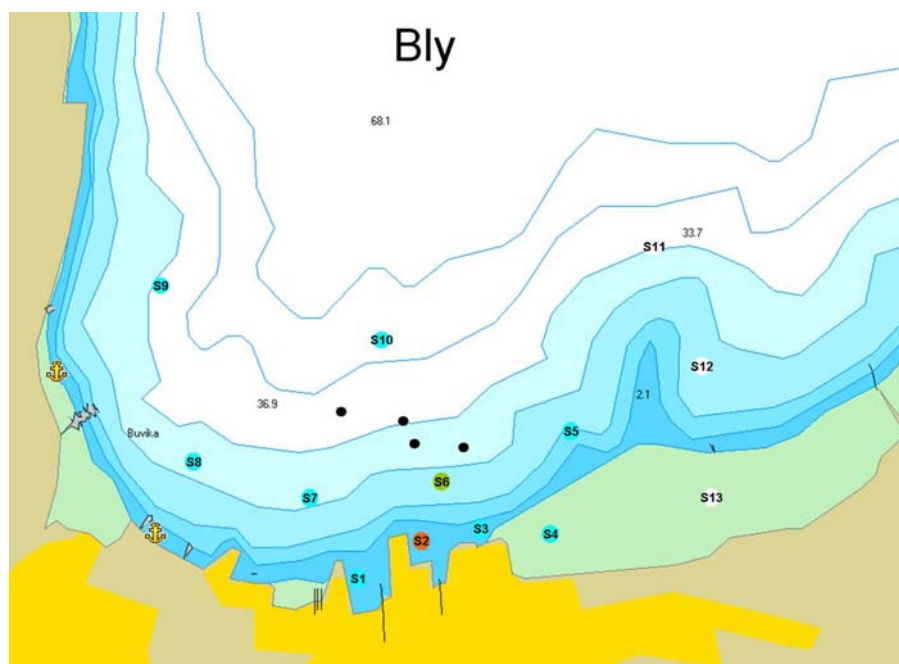 Bly
68.1
33.7
S11
S9
S10
S12
2.1
36.9
Buvika
S5
S8
S6
S7
S13
S3
S4
S2
S1